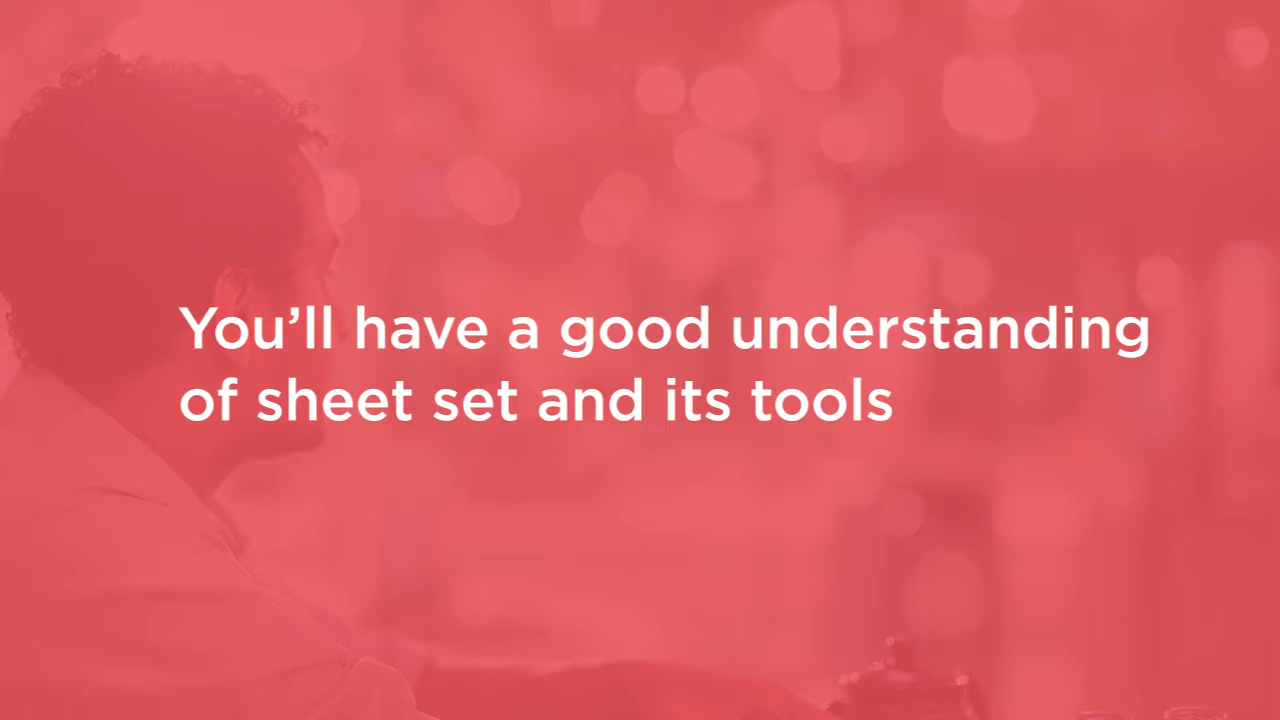 You’ll have a good understanding
of sheet set and its tools